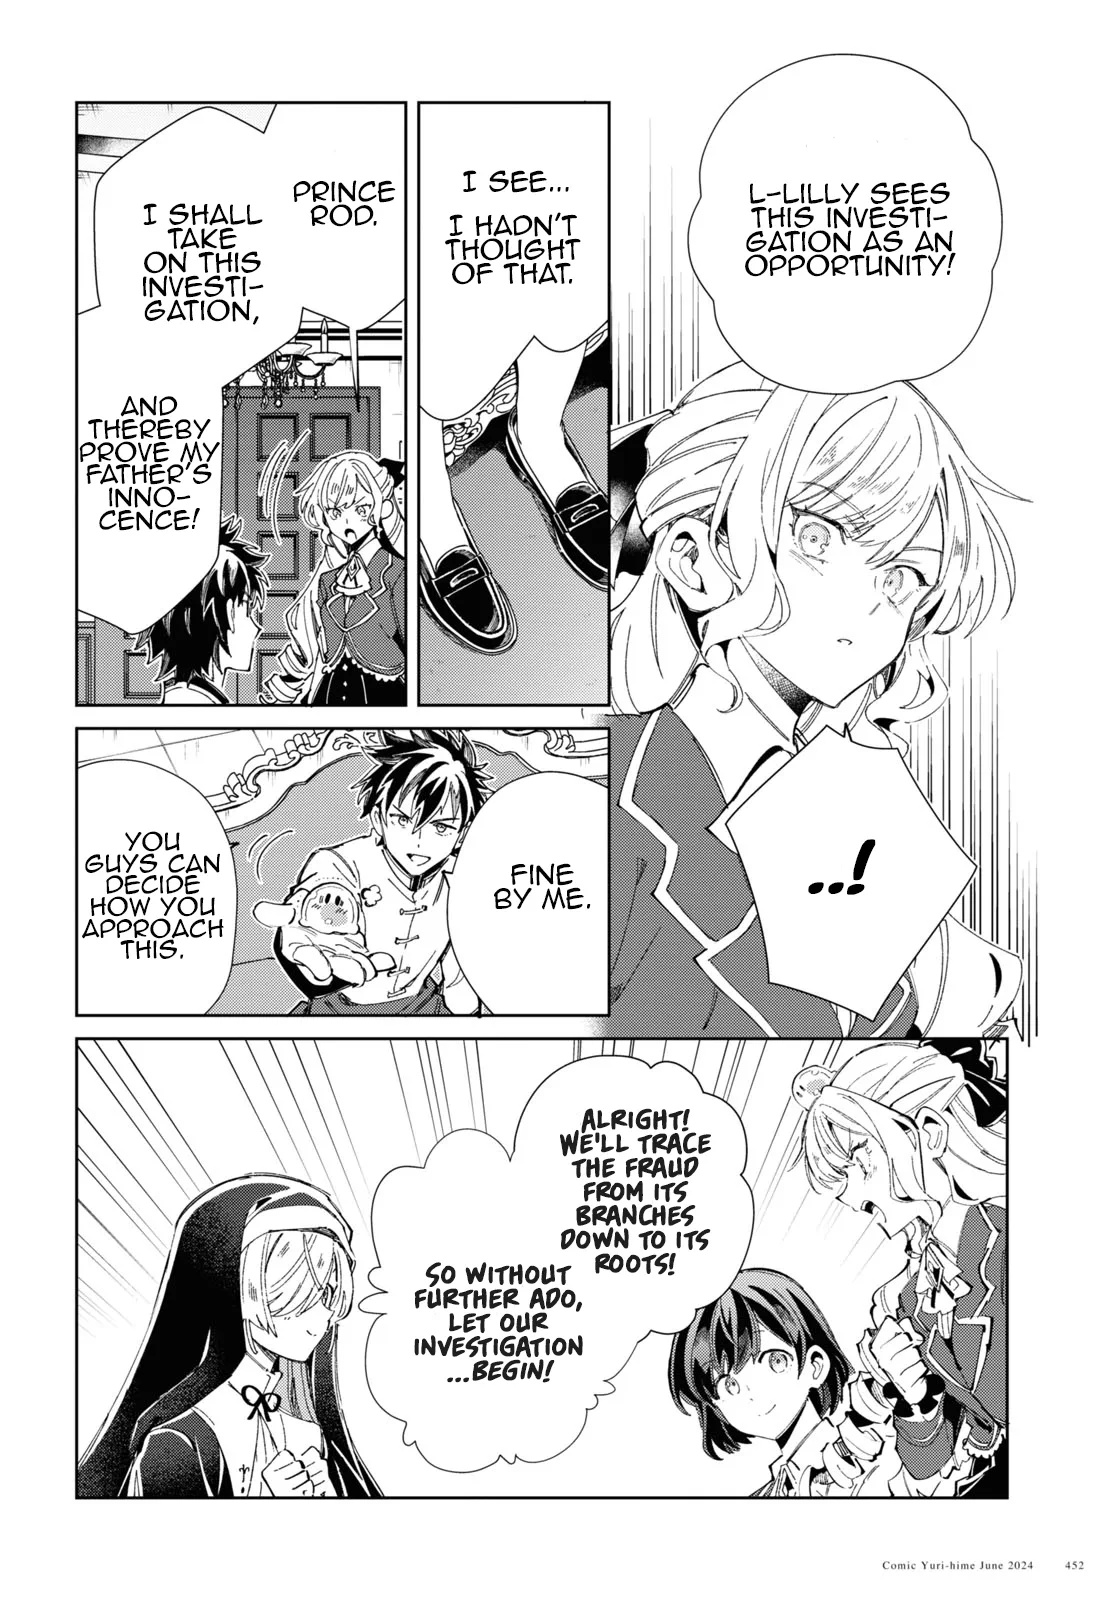 L-LILLY SEES
THIS INVESTI-
GATION AS AN
OPPORTUNITY!
...!
I SEE...
I HADN'T
THOUGHT
OF THAT.
PRINCE
ROD.
I SHALL
TAKE
ON THIS
INVESTI-
GATION,
AND
THEREBY
PROVE MY
FATHER'S
INNO-
CENCE!
FINE
BY ME.
YOU
GUYS CAN
DECIDE
HOW YOU
APPROACH
THIS.
ALRIGHT!
WE'LL TRACE
THE FRAUD
FROM ITS
BRANCHES
DOWN TO ITS
ROOTS!
SO WITHOUT
FURTHER ADO,
LET OUR
INVESTIGATION
...BEGIN!
Comic Yuri-hime June 2024 452